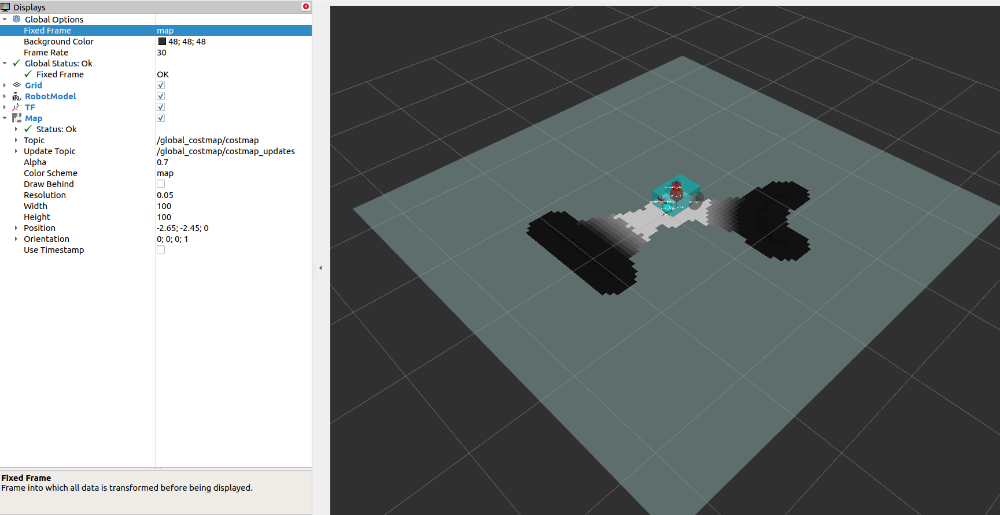 Displays
Global Options
Fixed Frame map
Background Color 48; 48; 48
Frame Rate 30
Global Status: Ok
Fixed Frame OK
Grid
RobotModel
TF
Map
Status: Ok
Topic /global_costmap/costmap
Update Topic /global_costmap/costmap_updates
Alpha 0.7
Color Scheme map
Draw Behind
Resolution 0.05
Width 100
Height 100
Position -2.65; -2.45; 0
Orientation 0; 0; 0; 1
Use Timestamp
Fixed Frame
Frame into which all data is transformed before being displayed.